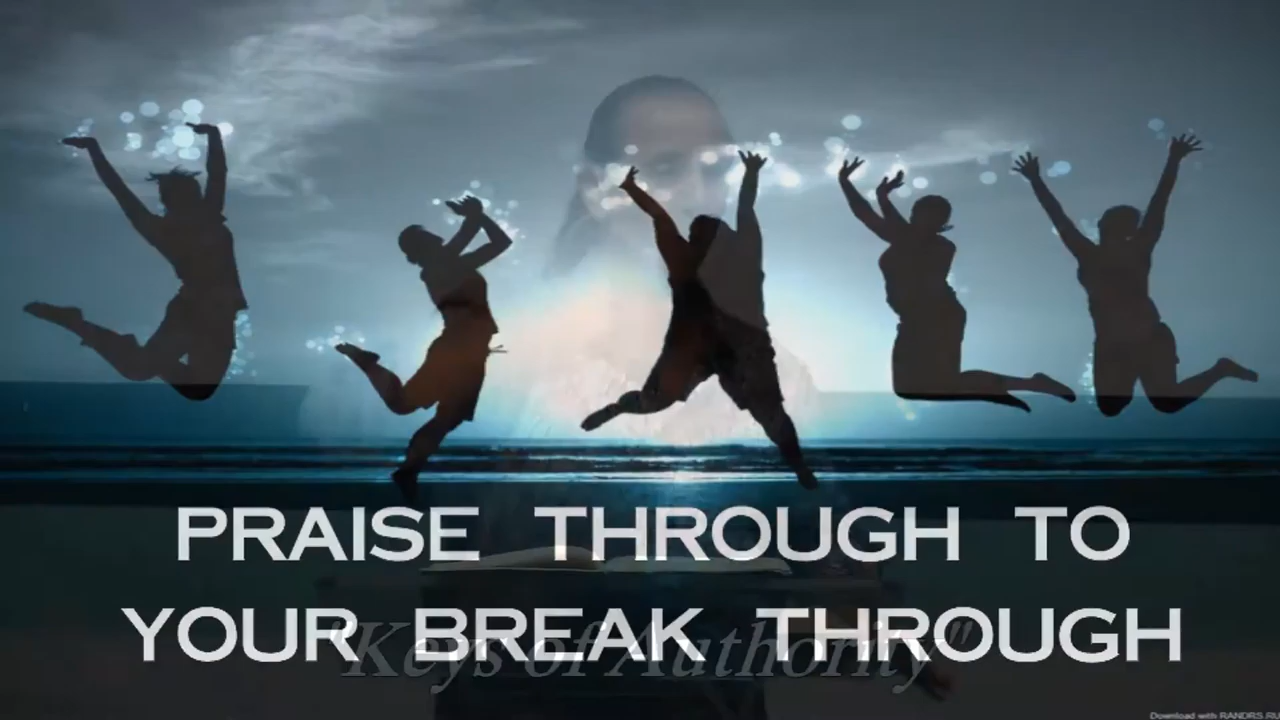 PRAISE THROUGH TO
YOUR BREAK THROUGH
"Keys of Authority"
Download with RANDRS.RU